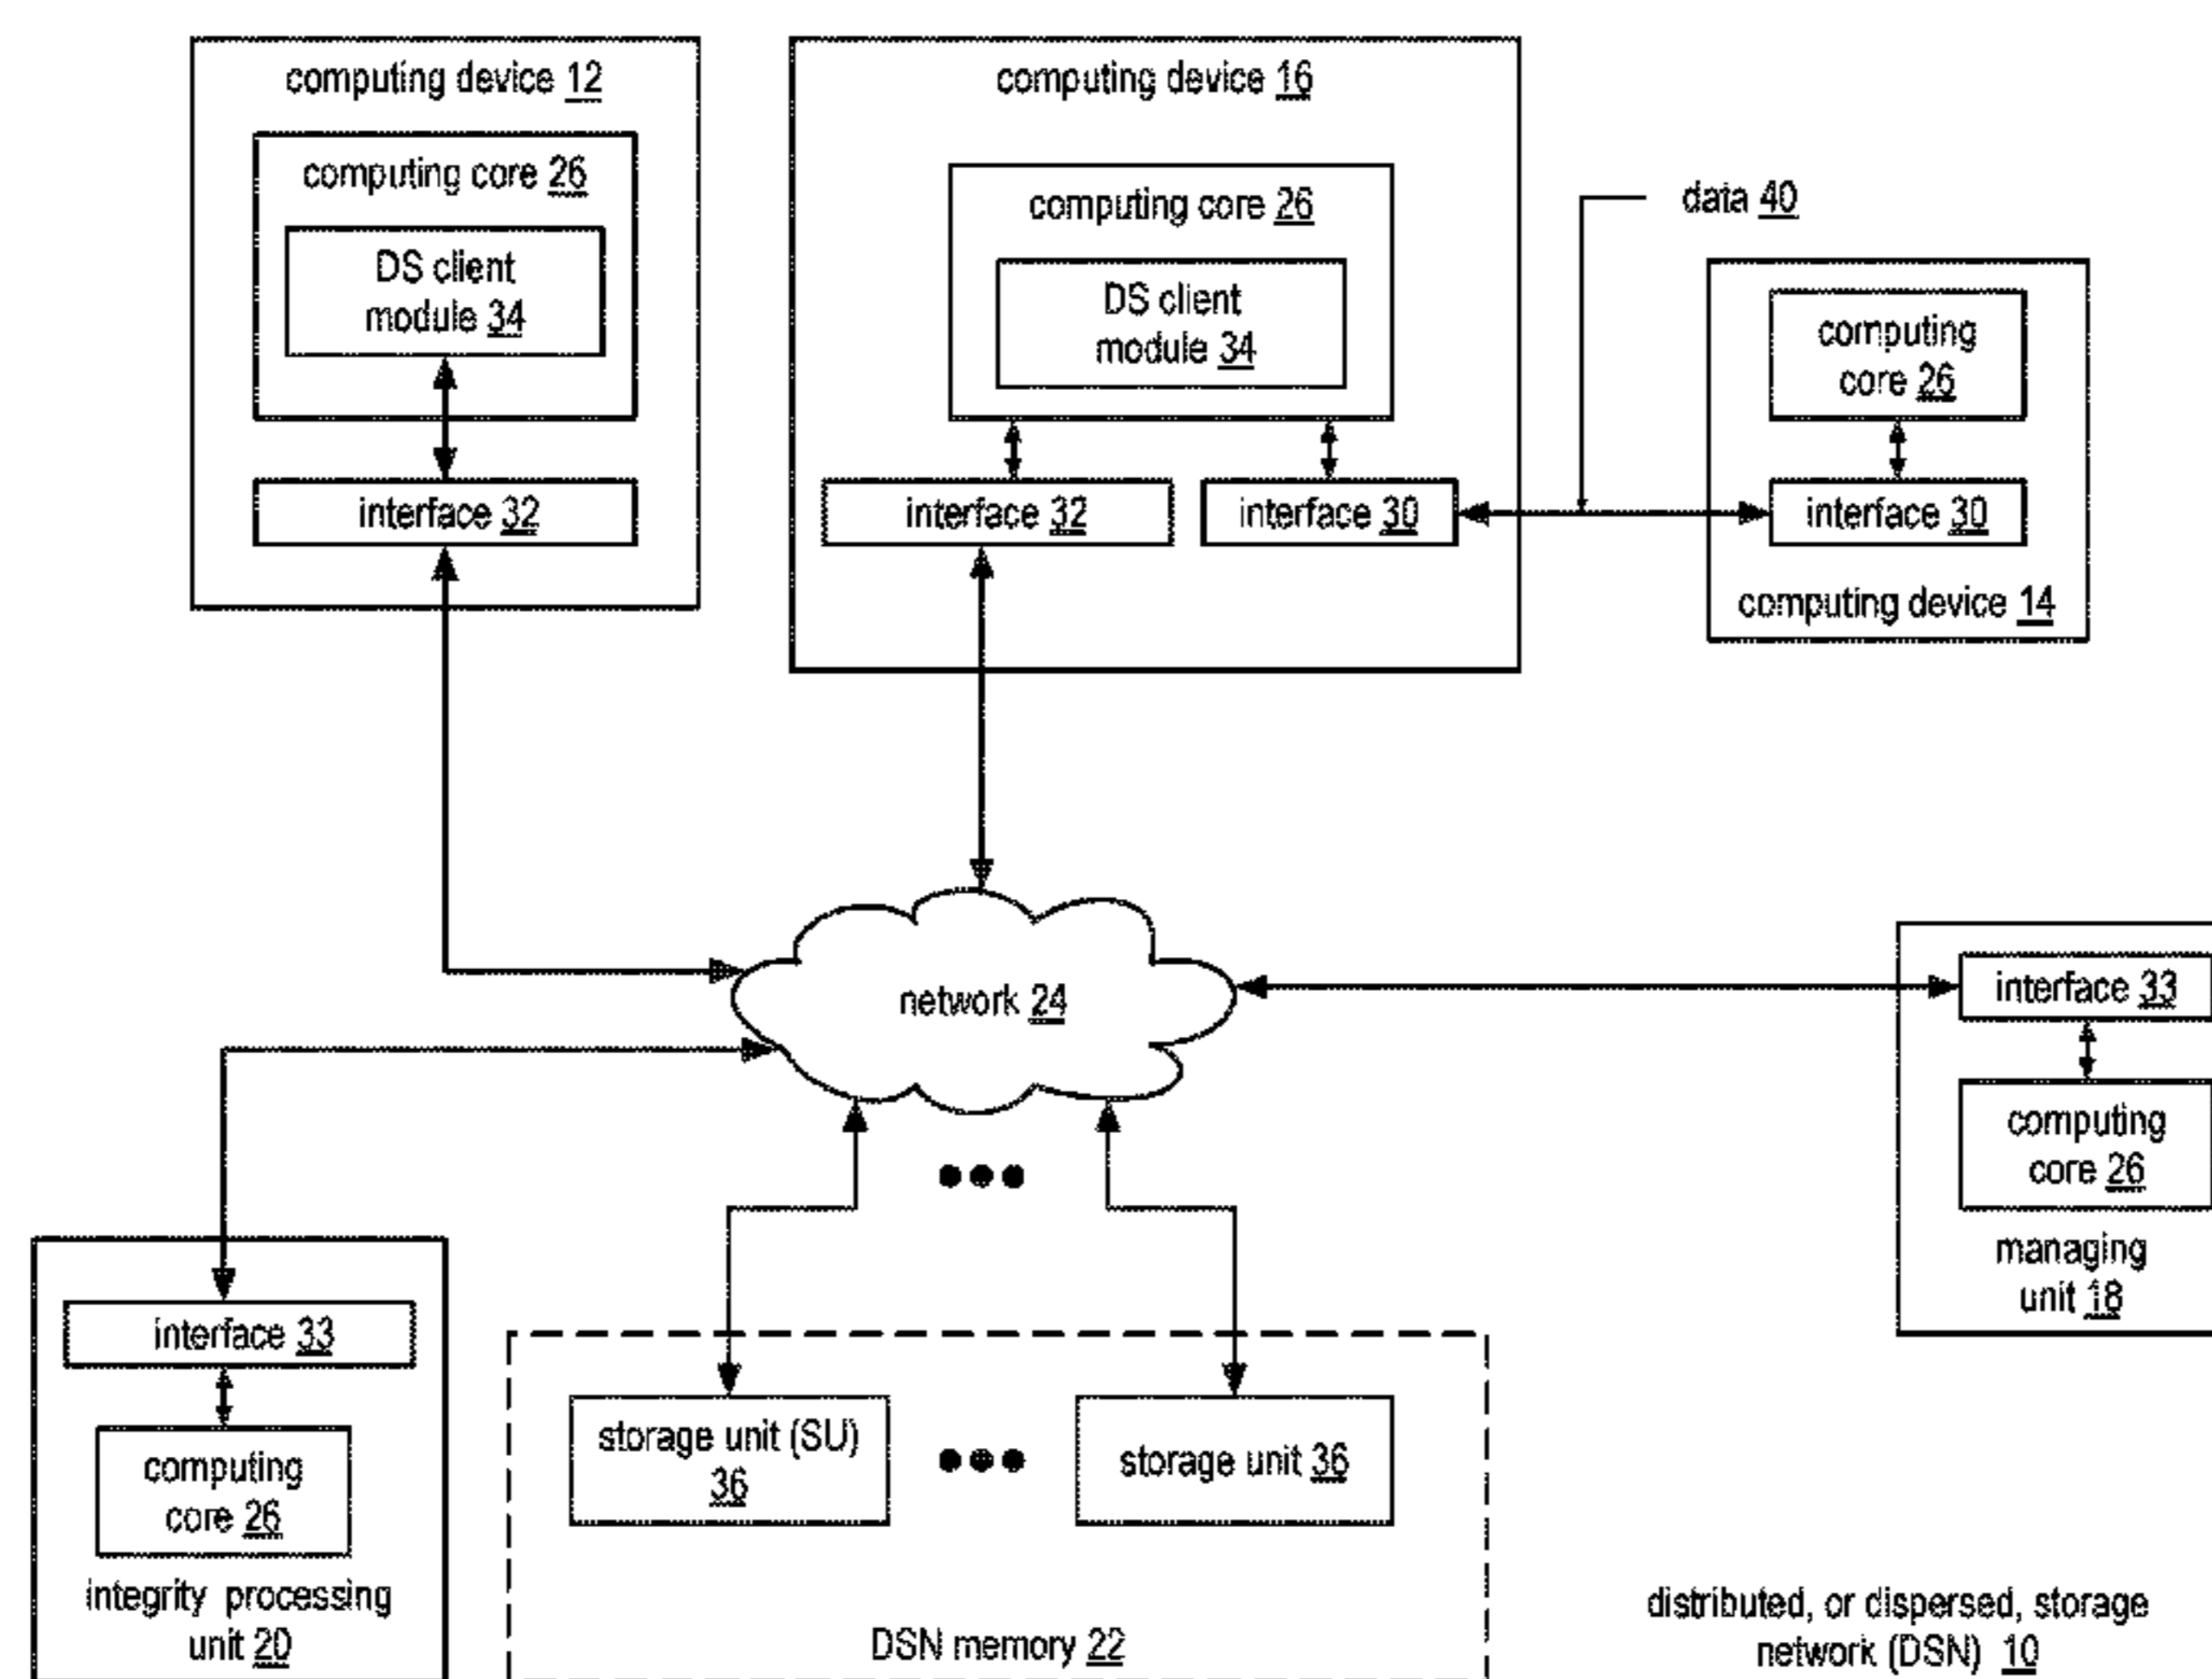 computing device 12
computing core 26
DS client
module 34
interface 32
computing device 16
computing core 26
DS client
module 34
interface 32
interface 30
data 40
computing
core 26
interface 30
computing device 14
network 24
interface 33
computing
core 26
managing
unit 18
interface 33
computing
core 26
integrity processing
unit 20
storage unit (SU)
36
storage unit 36
DSN memory 22
distributed, or dispersed, storage
network (DSN) 10